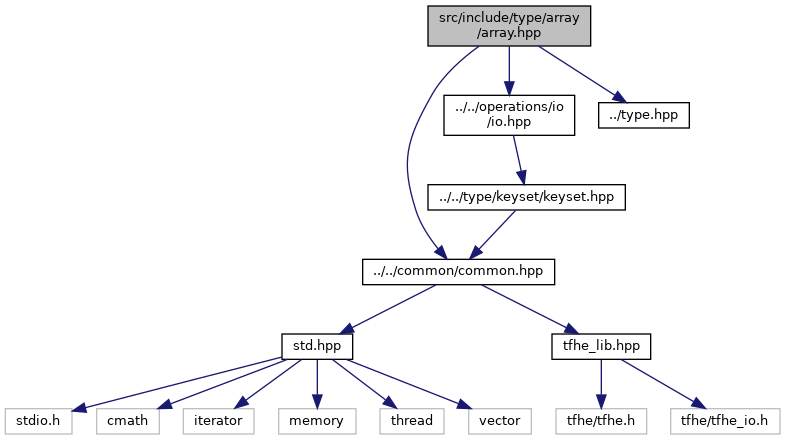 src/include/type/array
/array.hpp
../../operations/io
/io.hpp
../type.hpp
../../type/keyset/keyset.hpp
../../common/common.hpp
std.hpp
tfhe_lib.hpp
stdio.h
cmath
iterator
memory
thread
vector
tfhe/tfhe.h
tfhe/tfhe_io.h